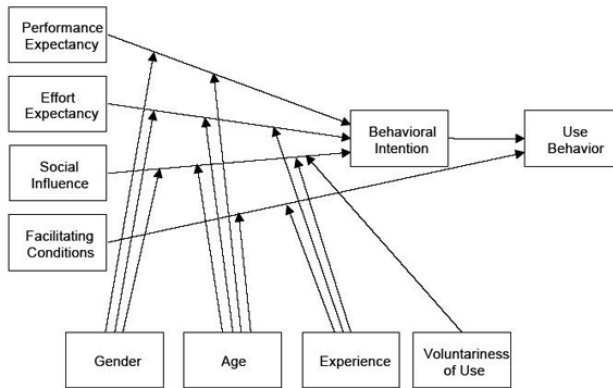 Performance
Expectancy
Effort
Expectancy
Social
Influence
Facilitating
Conditions
Behavioral
Intention
Use
Behavior
Gender
Age
Experience
Voluntariness
of Use